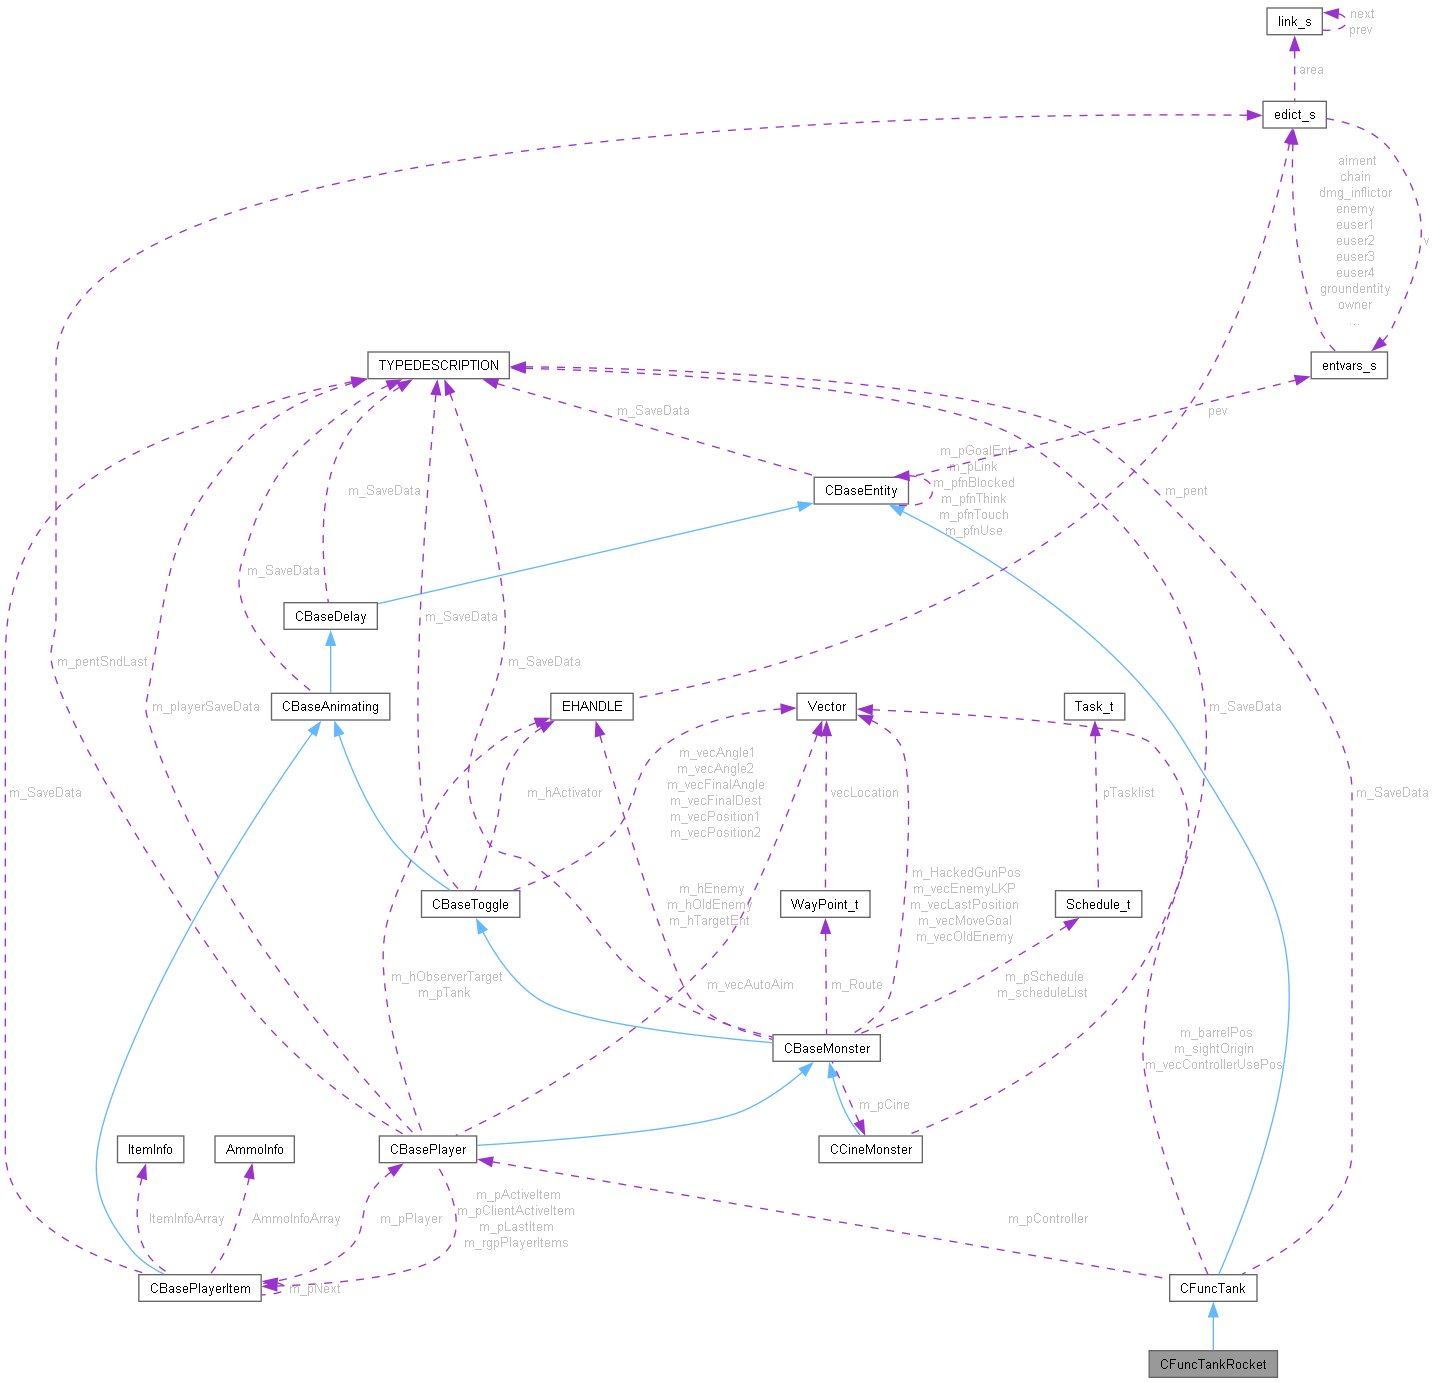 link_s
next
prev
area
edict_s
aiment
chain
dmg_inflictor
enemy
euser1
euser2
euser3
euser4
groundentity
owner
...
v
TYPEDESCRIPTION
entvars_s
m_SaveData
pev
m_pGoalEnt
m_pLink
m_pfnBlocked
m_pfnThink
m_pfnTouch
m_pfnUse
CBaseEntity
m_SaveData
m_pent
m_SaveData
CBaseDelay
m_SaveData
m_pentSndLast
m_SaveData
m_playerSaveData
CBaseAnimating
EHANDLE
Vector
Task_t
m_SaveData
m_SaveData
m_hActivator
m_vecAngle1
m_vecAngle2
m_vecFinalAngle
m_vecFinalDest
m_vecPosition1
m_vecPosition2
vecLocation
pTasklist
m_SaveData
CBaseToggle
m_hEnemy
m_hOldEnemy
m_hTargetEnt
WayPoint_t
m_HackedGunPos
m_vecEnemyLKP
m_vecLastPosition
m_vecMoveGoal
m_vecOldEnemy
Schedule_t
m_hObserverTarget
m_pTank
m_vecAutoAim
m_Route
m_pSchedule
m_scheduleList
CBaseMonster
m_barrelPos
m_sightOrigin
m_vecControllerUsePos
m_pCine
ItemInfo
AmmoInfo
CBasePlayer
CCineMonster
ItemInfoArray
AmmoInfoArray
m_pPlayer
m_pActiveItem
m_pClientActiveItem
m_pLastItem
m_rgpPlayerItems
m_pController
CBasePlayerItem
m_pNext
CFuncTank
CFuncTankRocket